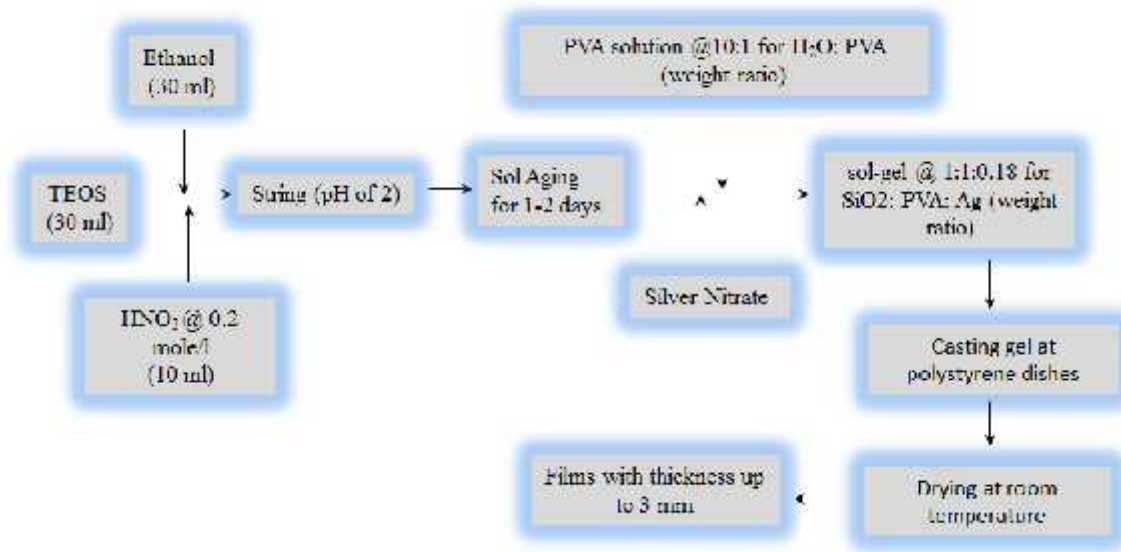 Ethanol
(30 ml)
PVA solution @10:1 for H₂O: PVA
(weight ratio)
TEOS
(30 ml)
String (pH of 2)
Sol Aging
for 1-2 days
sol-gel @ 1:1:0.18 for
SiO2: PVA: Ag (weight
ratio)
HNO₃ @ 0.2
mole/l
(10 ml)
Silver Nitrate
Casting gel at
polystyrene dishes
Films with thickness up
to 3 mm
Drying at room
temperature